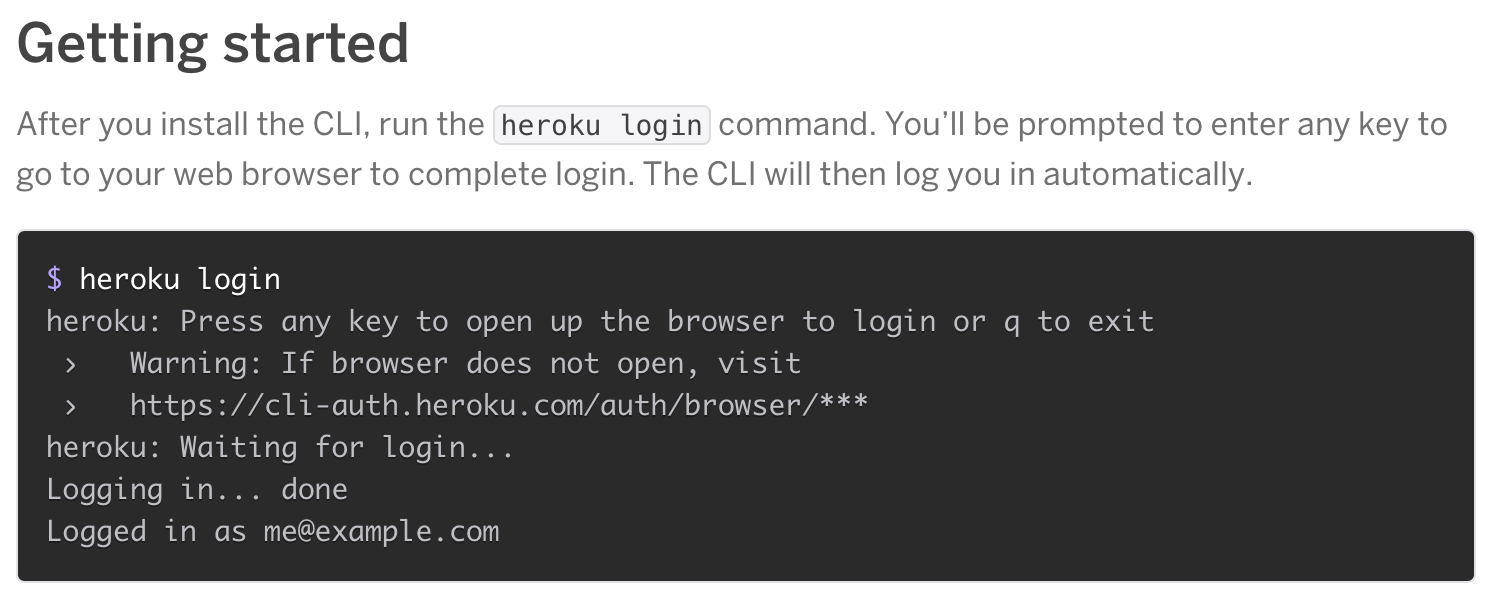 Getting started
After you install the CLI, run the heroku login command. You’ll be prompted to enter any key to
go to your web browser to complete login. The CLI will then log you in automatically.
$ heroku login
heroku: Press any key to open up the browser to login or q to exit
 ›   Warning: If browser does not open, visit
 ›   https://cli-auth.heroku.com/auth/browser/***
heroku: Waiting for login...
Logging in... done
Logged in as me@example.com